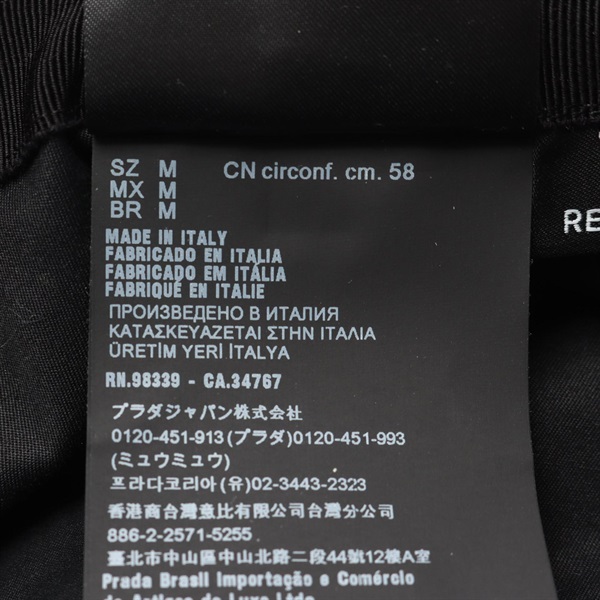 SZ M CN circonf. cm. 58
MX M
BR M
RE
MADE IN ITALY
FABRICADO EN ITALIA
FABRICADO EM ITÁLIA
FABRIQUÉ EN ITALIE
ПРОИЗВЕДЕНО В ИТАЛИЯ
ΚΑΤΑΣΚΕΥΑΖΕΤΑΙ ΣΤΗΝ ΙΤΑΛΙΑ
ÜRETİM YERİ İTALYA
RN.98339 - CA.34767
プラダジャパン株式会社
0120-451-913(プラダ)0120-451-993
(ミュウミュウ)
프라다코리아(유)02-3443-2323
香港商台灣意比有限公司台灣分公司
886-2-2571-5255
臺北市中山區中山北路二段44號12樓A室
Prada Brasil Importação e Comércio
de Artigos de Luxo Ltda